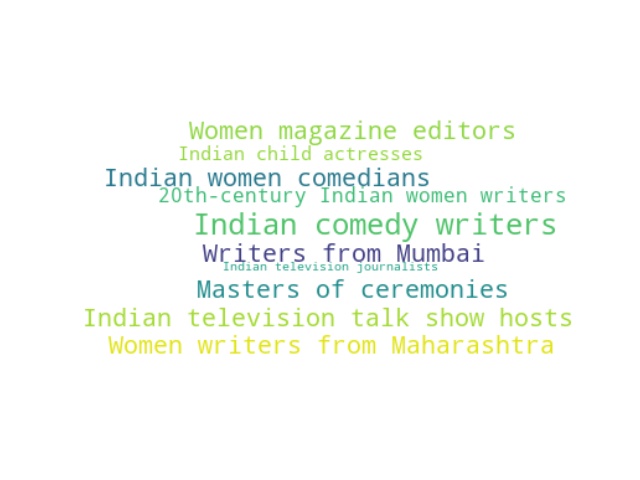 Women magazine editors
Indian child actresses
Indian women comedians
20th-century Indian women writers
Indian comedy writers
Writers from Mumbai
Indian television journalists
Masters of ceremonies
Indian television talk show hosts
Women writers from Maharashtra